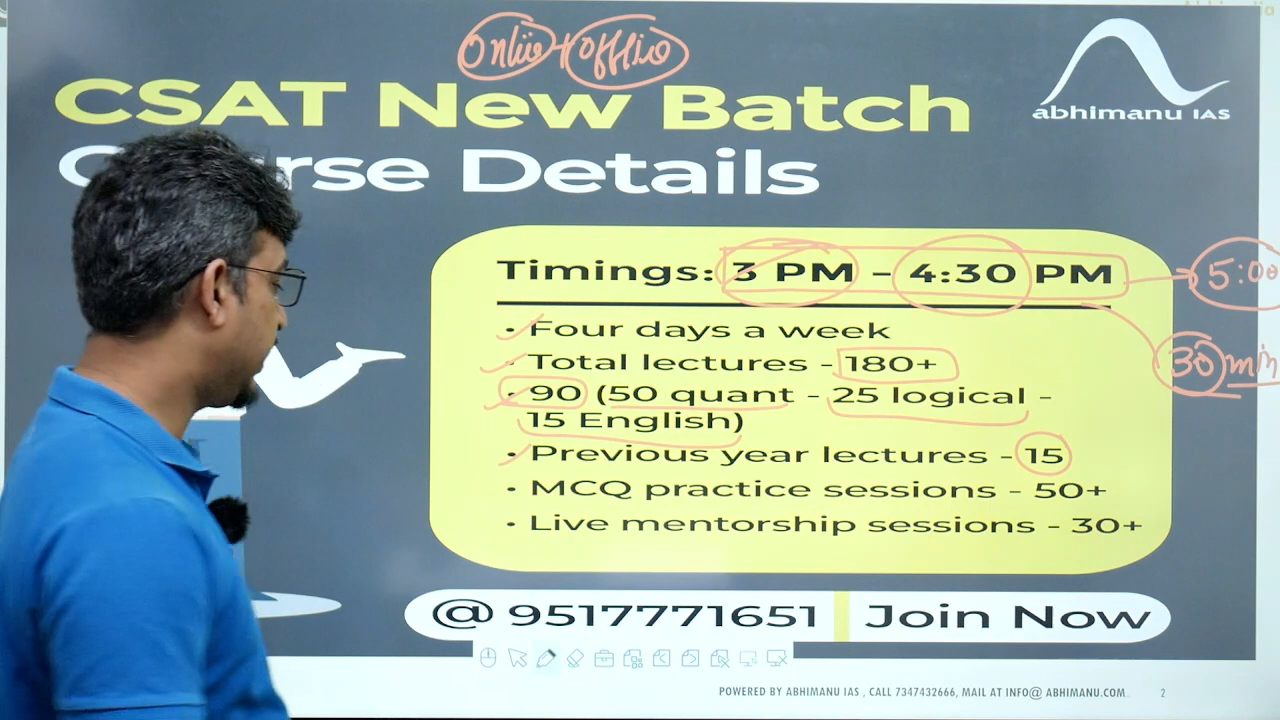 Online + Offline
CSAT New Batch
abhimanu IAS
Course Details
Timings: 3 PM – 4:30 PM
5:00
• Four days a week
30 min
• Total lectures - 180+
• 90 (50 quant - 25 logical -
15 English)
• Previous year lectures - 15
• MCQ practice sessions - 50+
• Live mentorship sessions - 30+
@ 9517771651 | Join Now
POWERED BY ABHIMANU IAS , CALL 7347432666, MAIL AT INFO@ ABHIMANU.COM
2